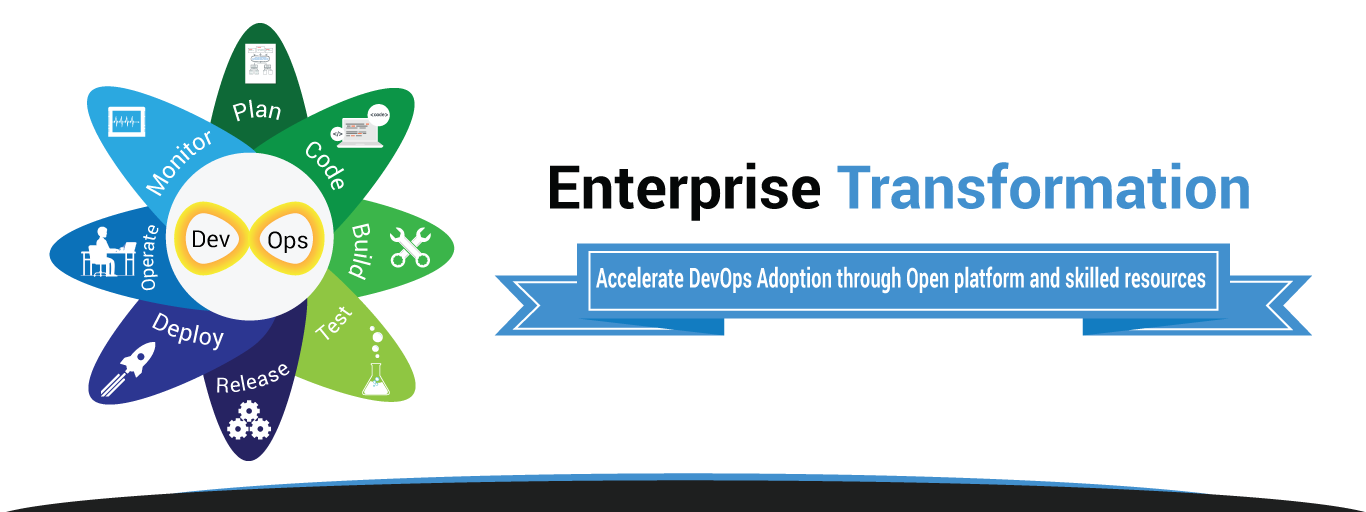 Plan
Code
<code>
</>
Build
Test
Release
Deploy
Operate
Monitor
Dev
Ops
Enterprise Transformation
Accelerate DevOps Adoption through Open platform and skilled resources